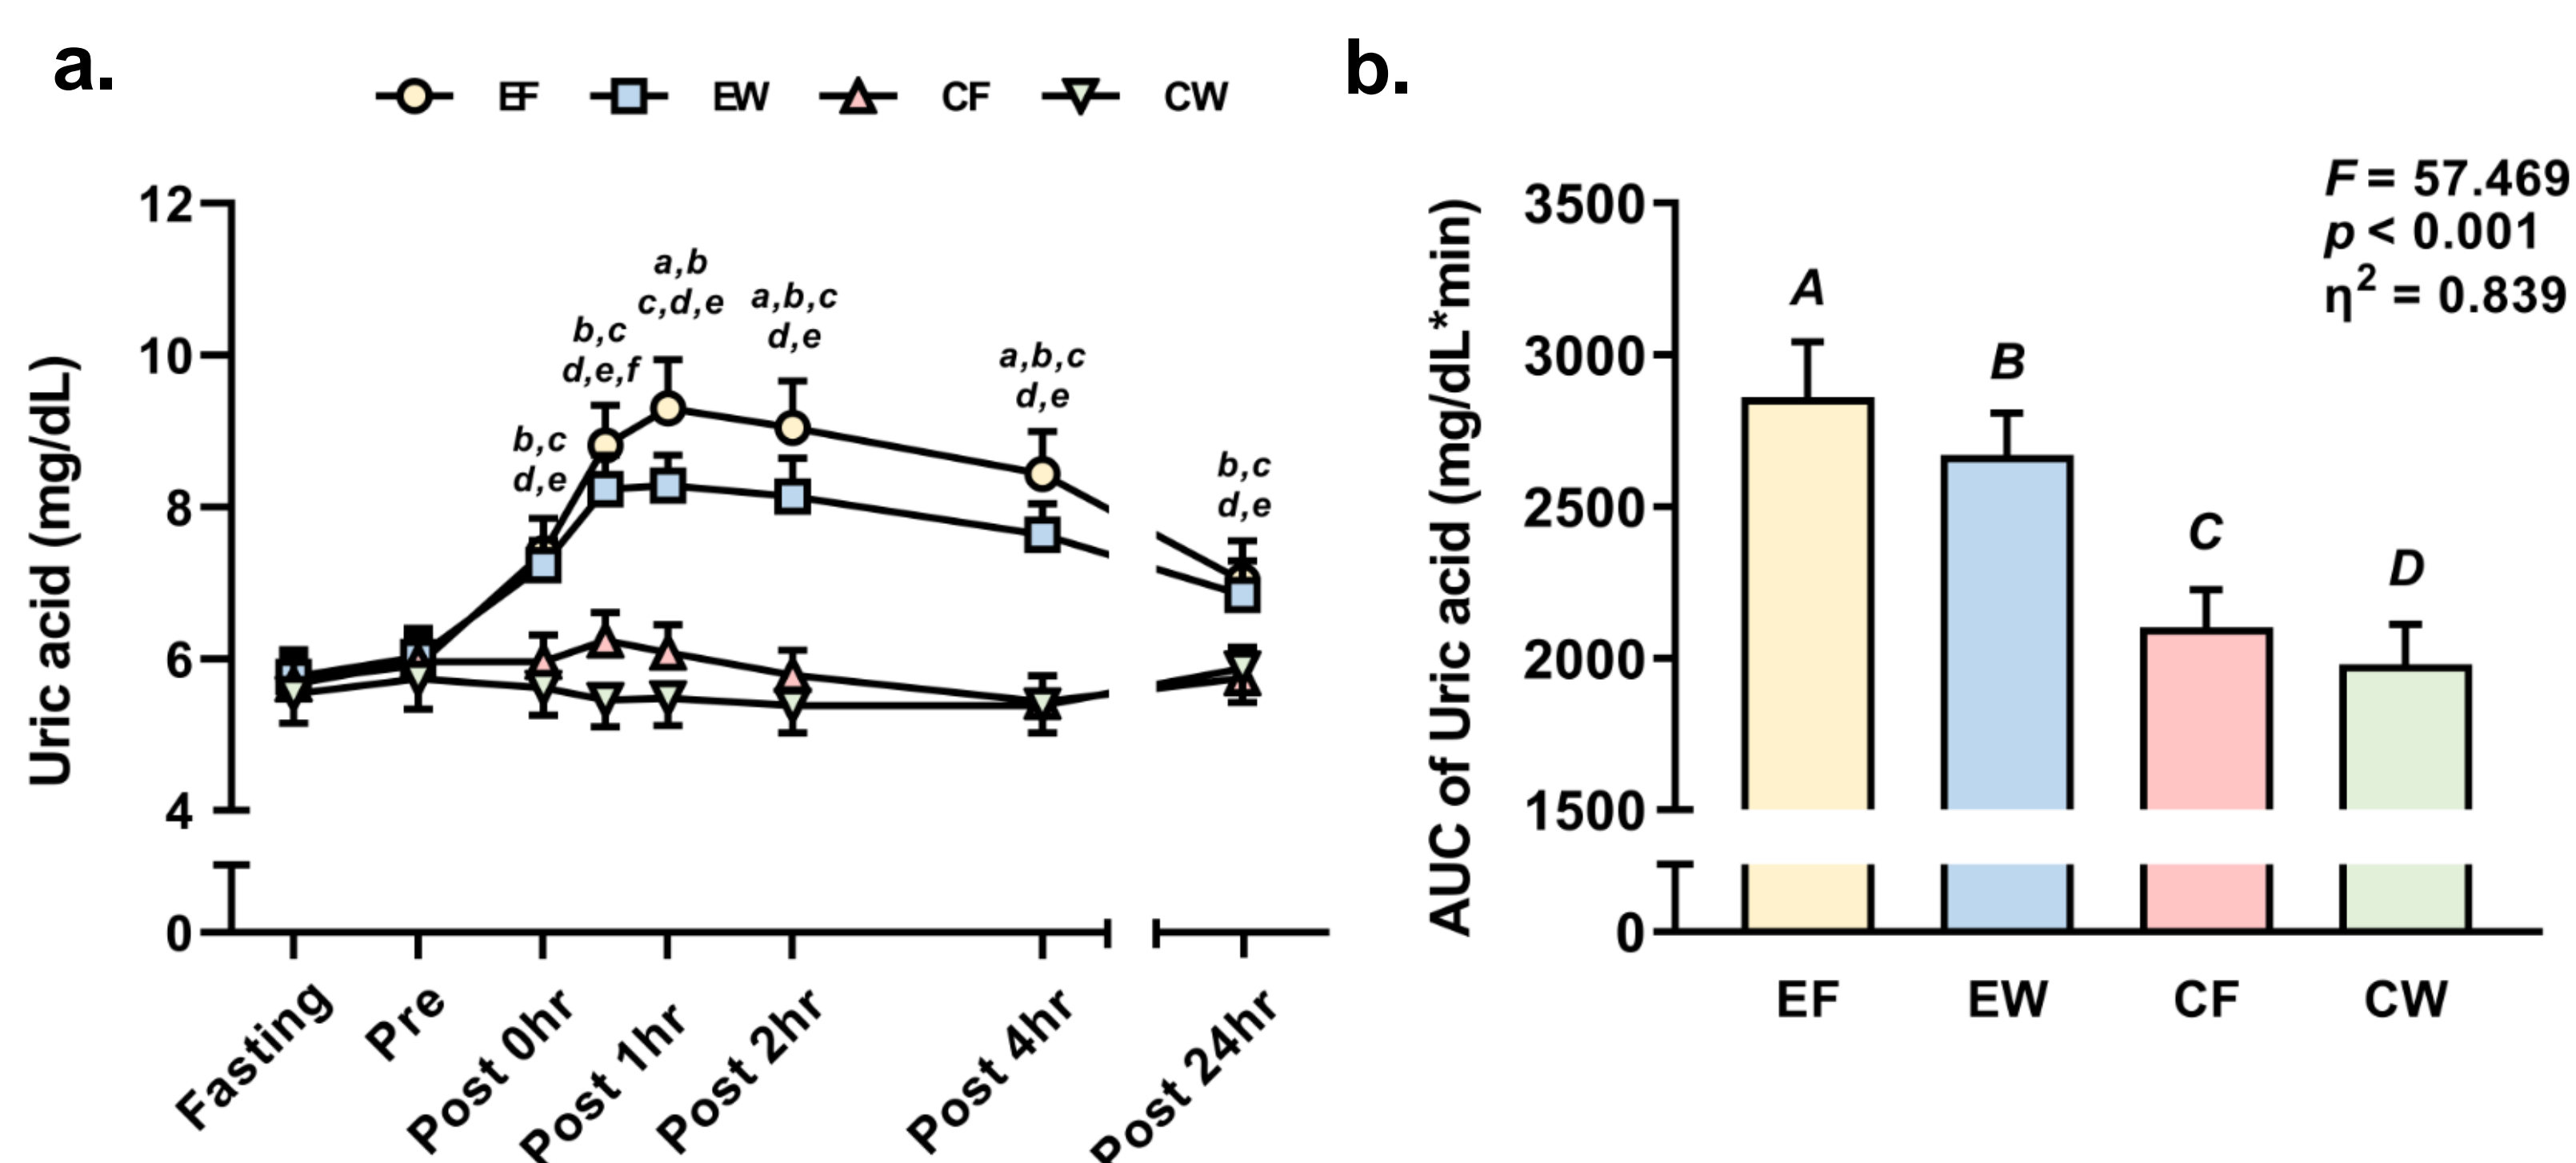 a.
EF EW CF CW
Uric acid (mg/dL)
12
10
8
6
4
0
b,c
d,e
b,c
d,e,f
a,b
c,d,e
a,b,c
d,e
a,b,c
d,e
b,c
d,e
Fasting Pre Post 0hr Post 1hr Post 2hr Post 4hr Post 24hr
b.
F = 57.469
p < 0.001
η² = 0.839
AUC of Uric acid (mg/dL*min)
3500
3000
2500
2000
1500
0
A
B
C
D
EF EW CF CW